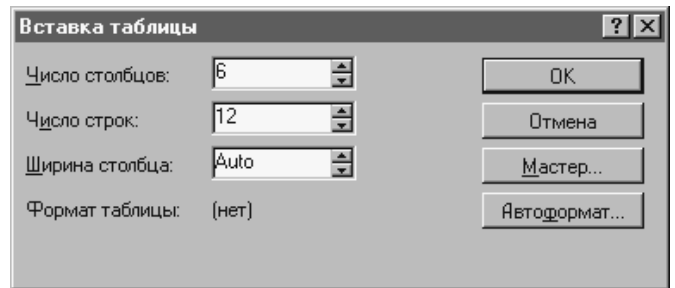 Вставка таблицы ? ×
Число столбцов: 6 OK
Число строк: 12 Отмена
Ширина столбца: Auto Мастер...
Формат таблицы: (нет) Автоформат...